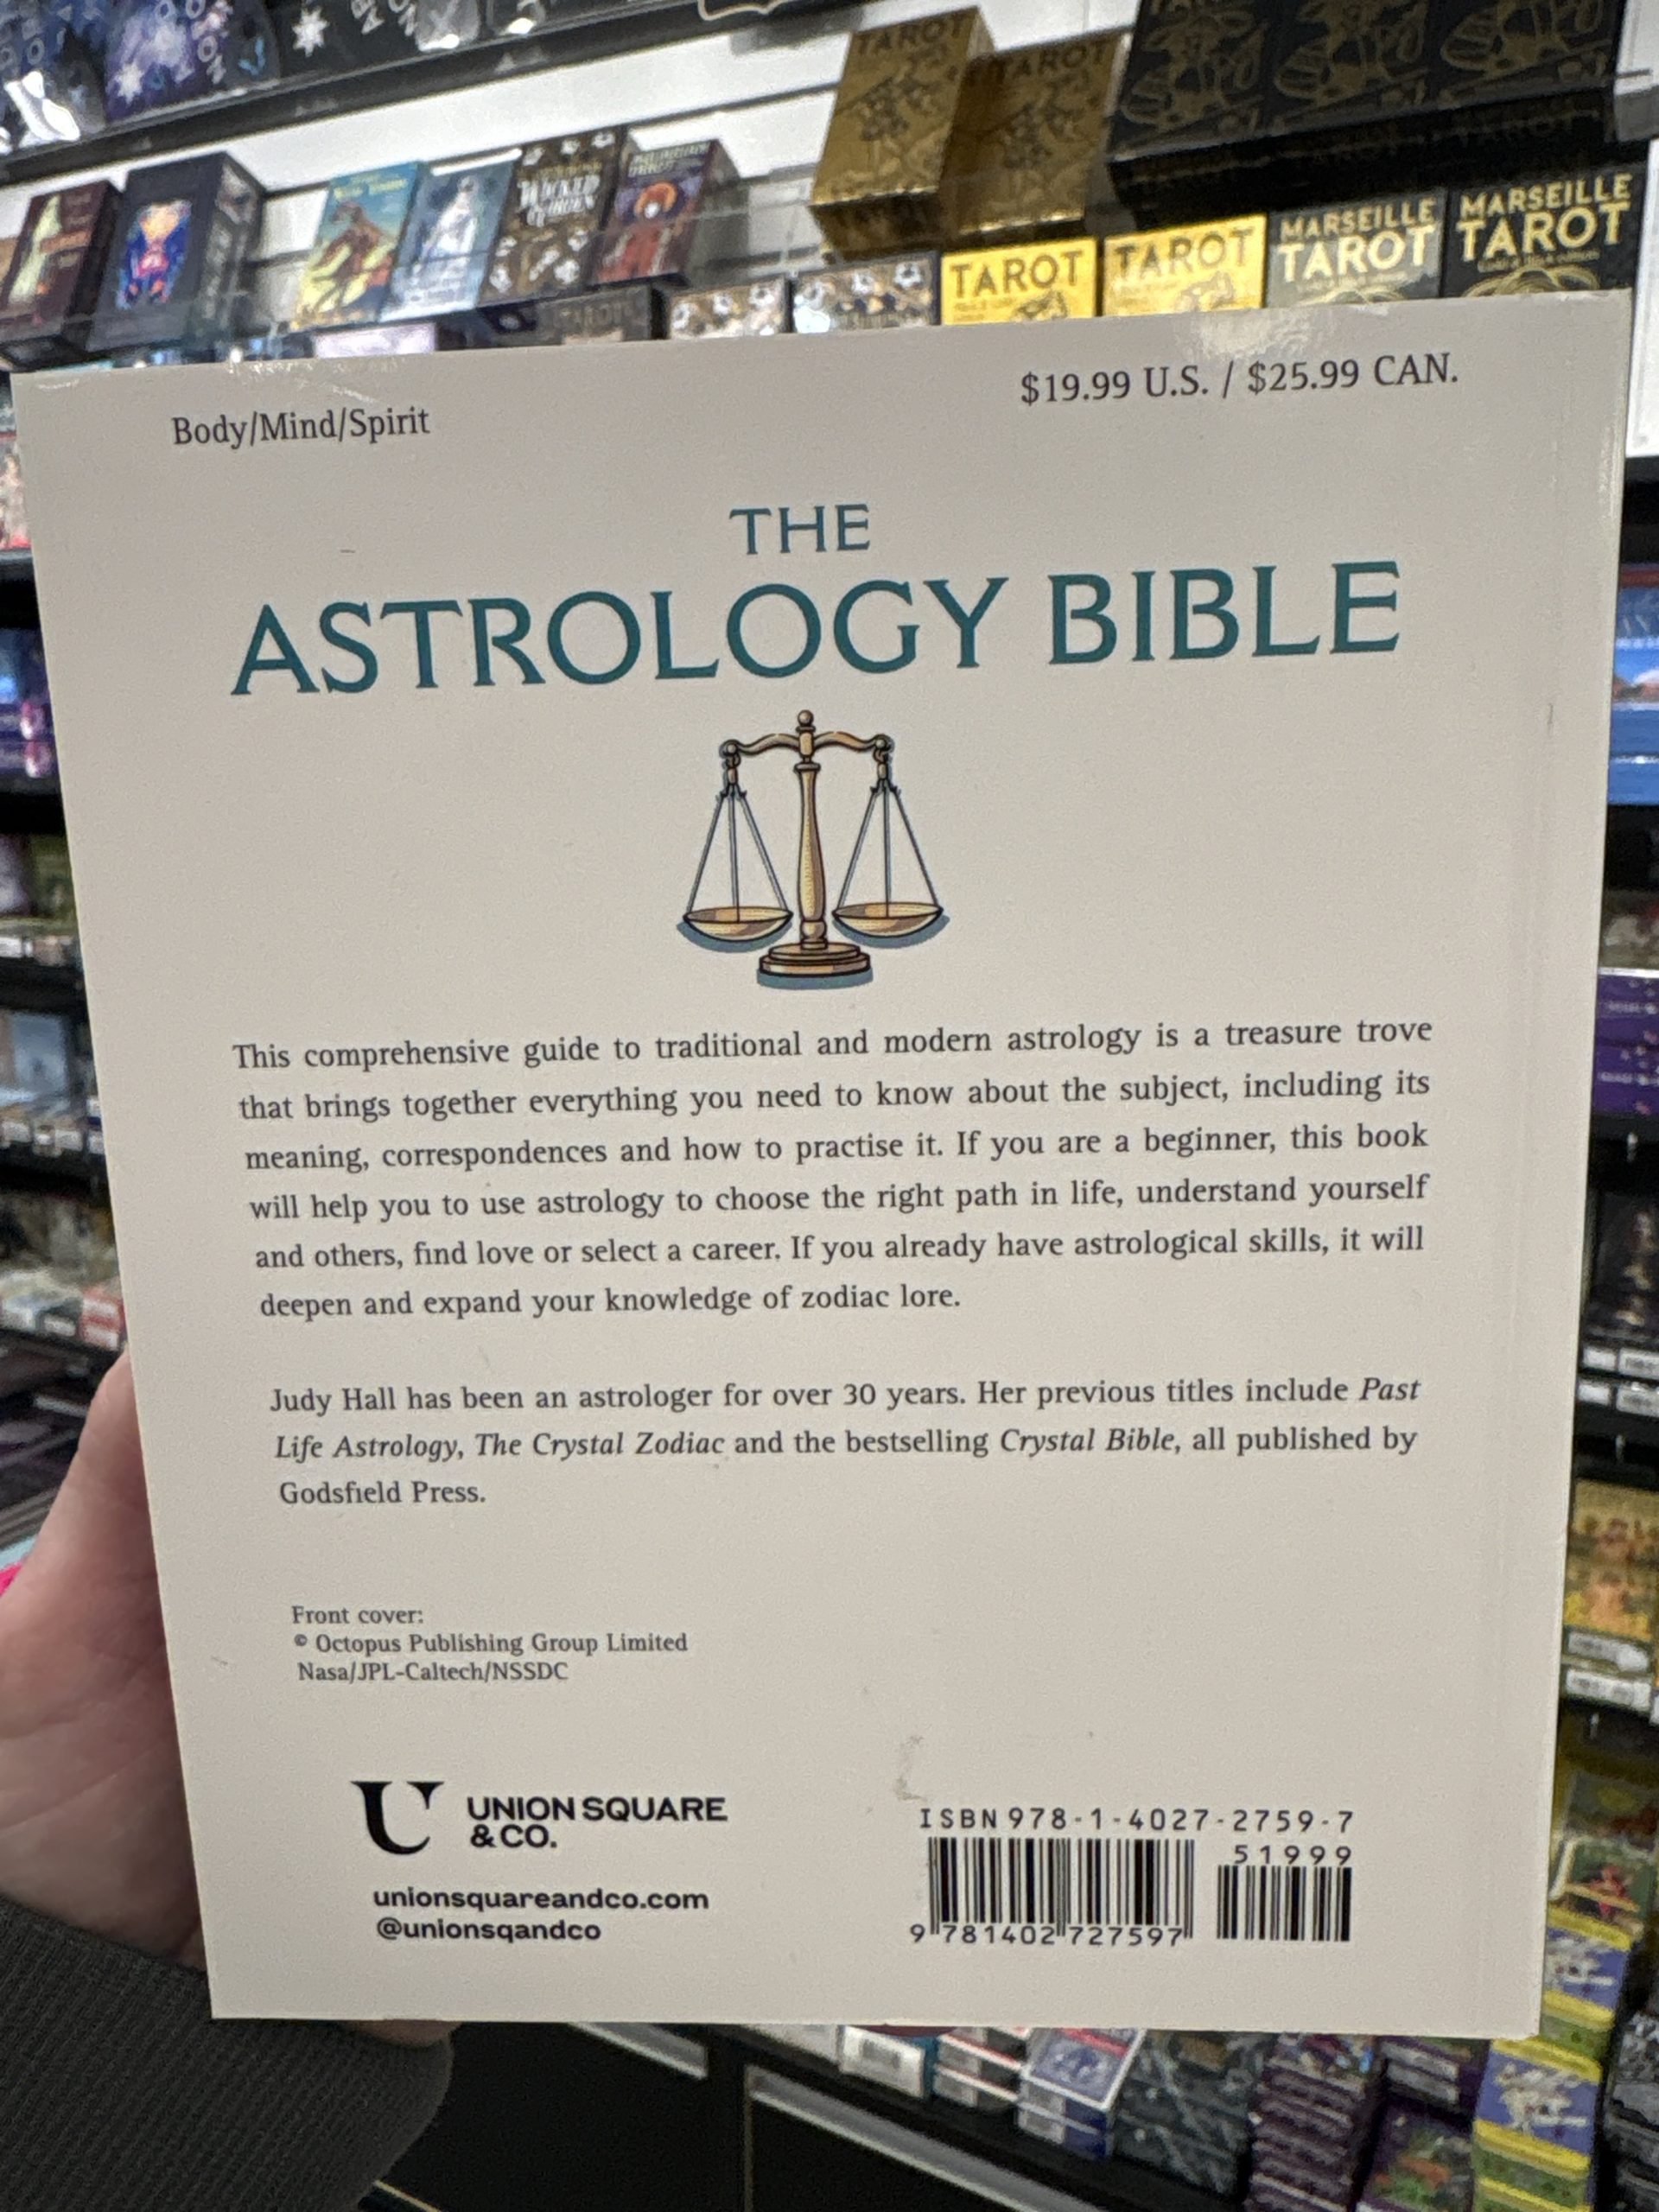 TAROT
TAROT
WICKED
TAROT
TAROT
MARSEILLE
TAROT
MARSEILLE
TAROT
Body/Mind/Spirit
$19.99 U.S. / $25.99 CAN.
THE
ASTROLOGY BIBLE
This comprehensive guide to traditional and modern astrology is a treasure trove
that brings together everything you need to know about the subject, including its
meaning, correspondences and how to practise it. If you are a beginner, this book
will help you to use astrology to choose the right path in life, understand yourself
and others, find love or select a career. If you already have astrological skills, it will
deepen and expand your knowledge of zodiac lore.
Judy Hall has been an astrologer for over 30 years. Her previous titles include Past
Life Astrology, The Crystal Zodiac and the bestselling Crystal Bible, all published by
Godsfield Press.
Front cover:
© Octopus Publishing Group Limited
Nasa/JPL-Caltech/NSSDC
U UNION SQUARE
& CO.
unionsquareandco.com
@unionsqandco
ISBN 978-1-4027-2759-7
51999
9 781402 727597